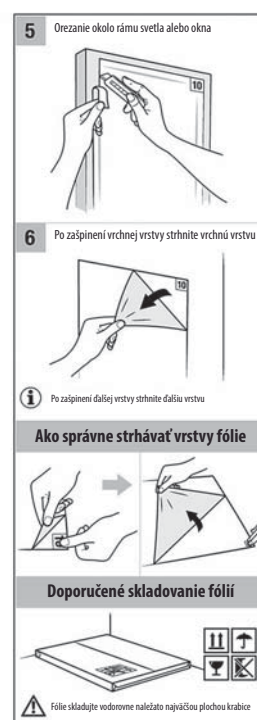 5
Orezanie okolo rámu svetla alebo okna
10
6
Po zašpinení vrchnej vrstvy strhnite vrchnú vrstvu
10
i
Po zašpinení ďalšej vrstvy strhnite ďalšiu vrstvu
Ako správne strhávať vrstvy fólie
Doporučené skladovanie fólií
Fólie skladujte vodorovne naležato najväčšou plochou krabice